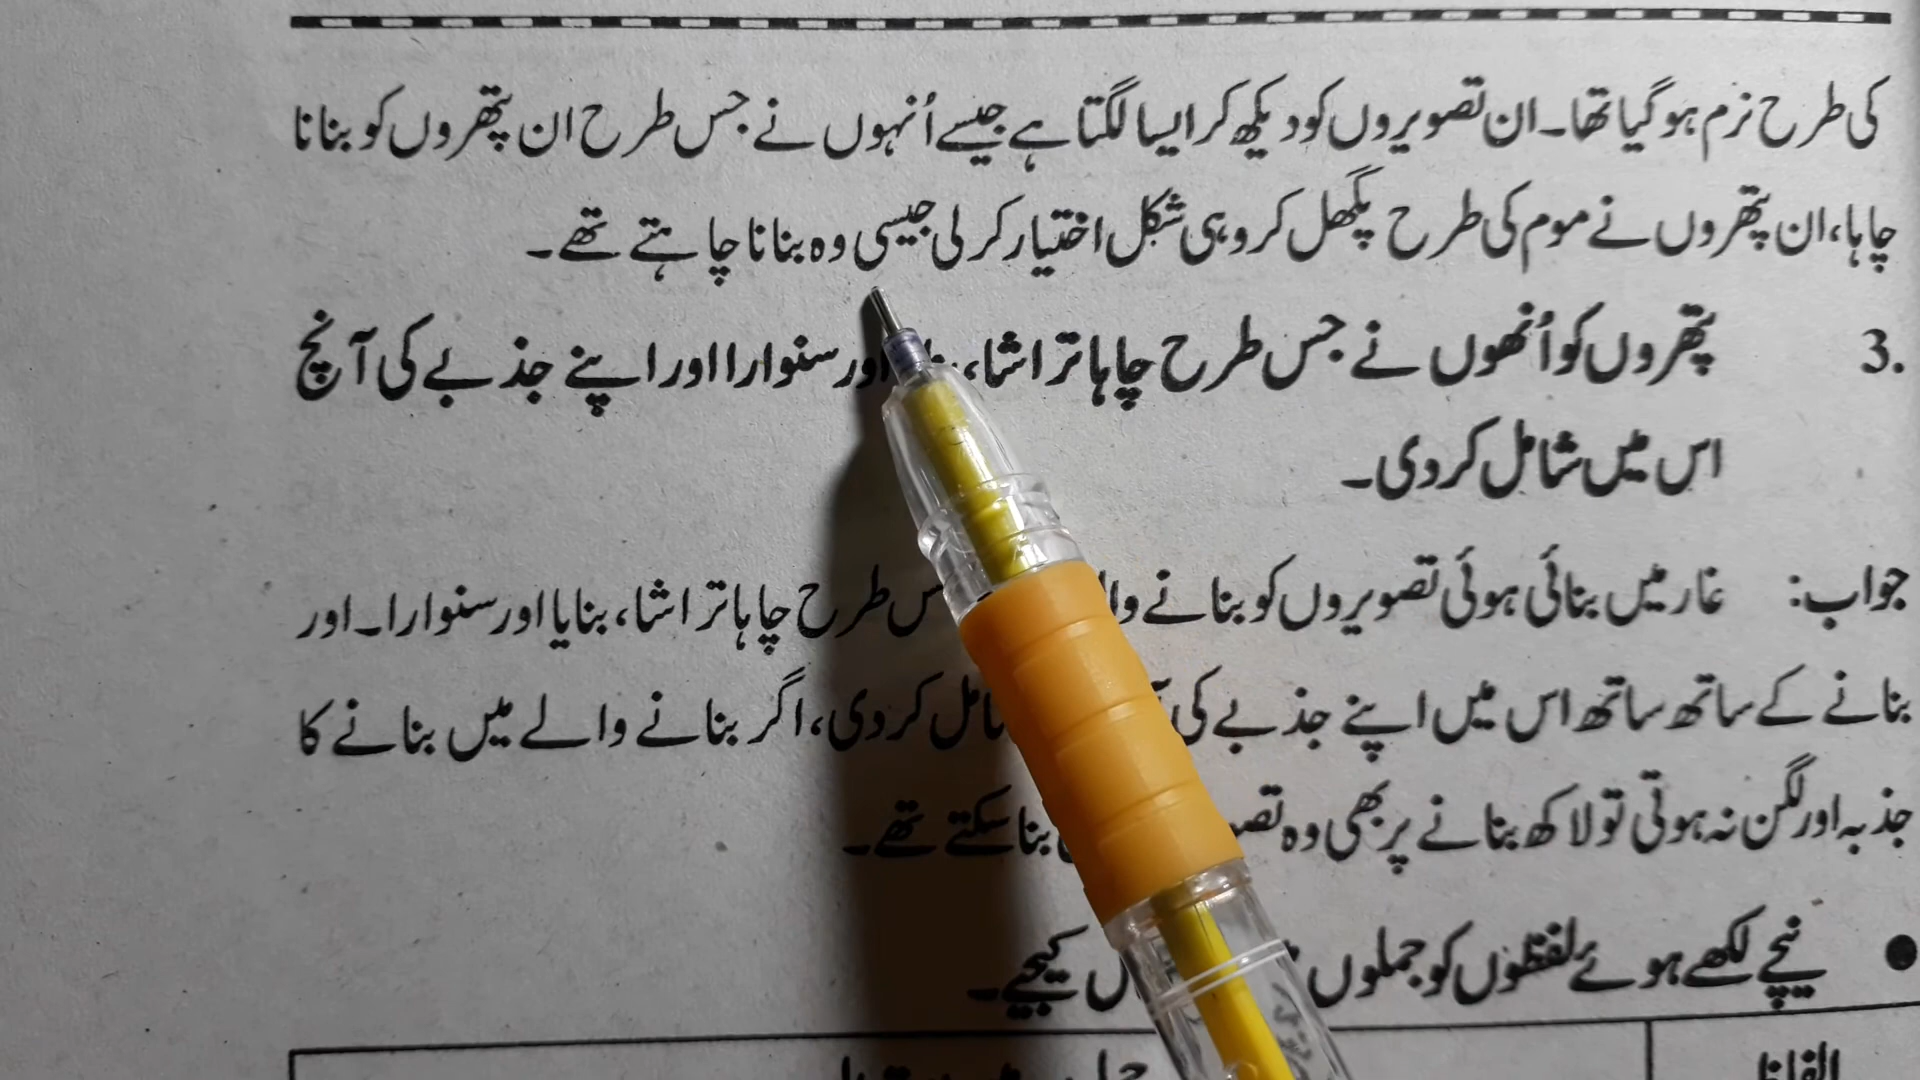 کی طرح نرم ہو گیا تھا۔ ان تصویروں کو دیکھ کر ایسا لگتا ہے جیسے اُنہوں نے جس طرح ان پتھروں کو بنانا
چاہا، ان پتھروں نے موم کی طرح پگھل کر وہی شکل اختیار کر لی جیسی وہ بنانا چاہتے تھے۔
3. پتھروں کو اُنھوں نے جس طرح چاہا تراشا، اور سنوارا اور اپنے جذبے کی آنچ
اس میں شامل کر دی۔
جواب: غار میں بنائی ہوئی تصویروں کو بنانے طرح چاہا تراشا، بنایا اور سنوارا۔ اور
بنانے کے ساتھ ساتھ اس میں اپنے جذبے کی کر دی، اگر بنانے والے میں بنانے کا
جذبہ اور لگن نہ ہوتی تو لاکھ بنانے پر بھی وہ بنا سکتے تھے۔
● نیچے لکھے ہوئے لفظوں کو جملوں کیجیے۔
الفاظ